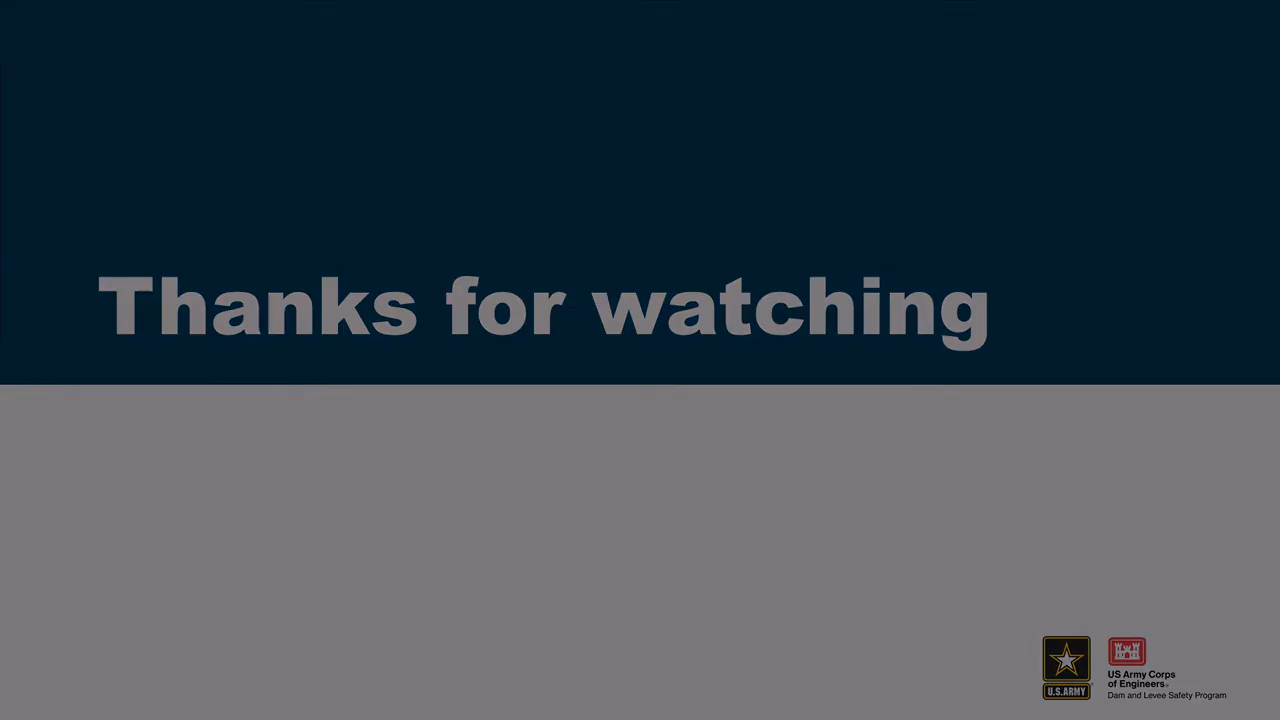 Thanks for watching
U.S.ARMY
US Army Corps
of Engineers®
Dam and Levee Safety Program